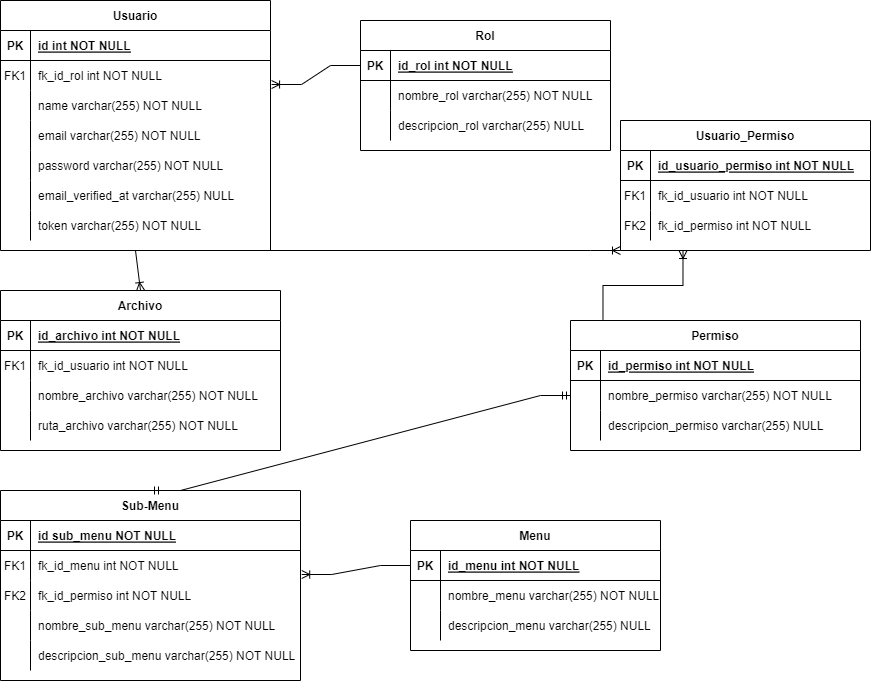 Usuario
PK id int NOT NULL
FK1 fk_id_rol int NOT NULL
name varchar(255) NOT NULL
email varchar(255) NOT NULL
password varchar(255) NOT NULL
email_verified_at varchar(255) NULL
token varchar(255) NOT NULL
Rol
PK id_rol int NOT NULL
nombre_rol varchar(255) NOT NULL
descripcion_rol varchar(255) NULL
Usuario_Permiso
PK id_usuario_permiso int NOT NULL
FK1 fk_id_usuario int NOT NULL
FK2 fk_id_permiso int NOT NULL
Archivo
PK id_archivo int NOT NULL
FK1 fk_id_usuario int NOT NULL
nombre_archivo varchar(255) NOT NULL
ruta_archivo varchar(255) NOT NULL
Permiso
PK id_permiso int NOT NULL
nombre_permiso varchar(255) NOT NULL
descripcion_permiso varchar(255) NULL
Sub-Menu
PK id sub_menu NOT NULL
FK1 fk_id_menu int NOT NULL
FK2 fk_id_permiso int NOT NULL
nombre_sub_menu varchar(255) NOT NULL
descripcion_sub_menu varchar(255) NOT NULL
Menu
PK id_menu int NOT NULL
nombre_menu varchar(255) NOT NULL
descripcion_menu varchar(255) NULL